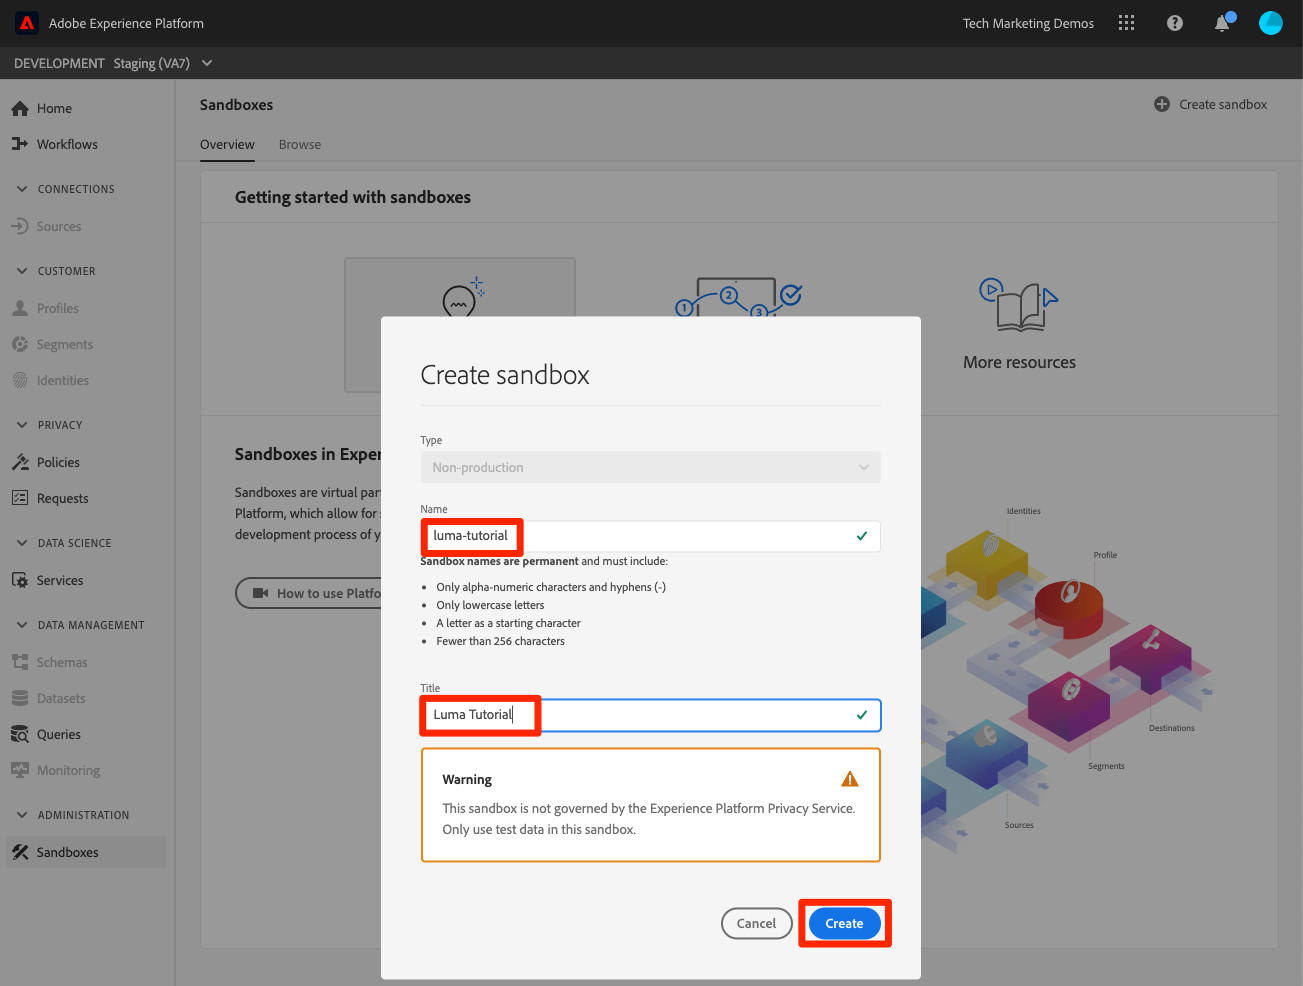 Adobe Experience Platform
Tech Marketing Demos
DEVELOPMENT Staging (VA7)
Home
Workflows
CONNECTIONS
Sources
CUSTOMER
Profiles
Segments
Identities
PRIVACY
Policies
Requests
DATA SCIENCE
Services
DATA MANAGEMENT
Schemas
Datasets
Queries
Monitoring
ADMINISTRATION
Sandboxes
Sandboxes
Create sandbox
Overview
Browse
Getting started with sandboxes
1
2
3
More resources
Sandboxes in Exper
Sandboxes are virtual par
Platform, which allow for
development process of y
How to use Platfo
Identities
Profile
Destinations
Segments
Sources
Create sandbox
Type
Non-production
Name
luma-tutorial
Sandbox names are permanent and must include:
• Only alpha-numeric characters and hyphens (-)
• Only lowercase letters
• A letter as a starting character
• Fewer than 256 characters
Title
Luma Tutorial
Warning
This sandbox is not governed by the Experience Platform Privacy Service.
Only use test data in this sandbox.
Cancel
Create